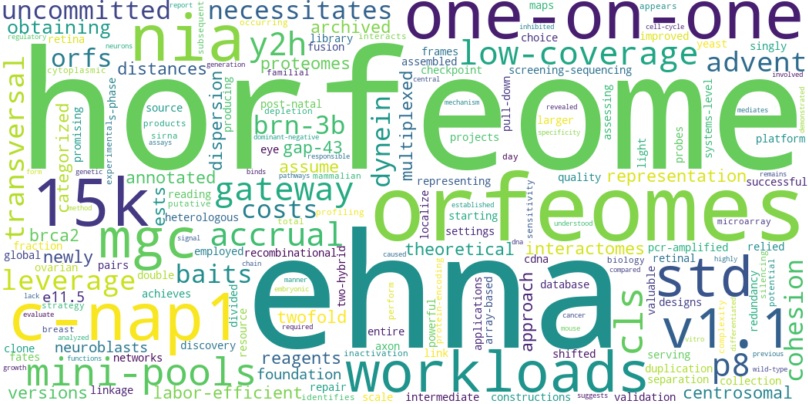 uncommitted
necessitates
one-on-one
obtaining
archived
maps
appears
report
occurring
library
interacts
regulatory
retina
nia
y2h
subsequent
choice
improved
cell-cycle
inhibited
yeast
neurons
orfs
fusion
low-coverage
advent
cytoplasmic
distances
proteomes
frames
assembled
singly
generation
familial
checkpoint
screening-sequencing
central
horfeome
transversal
categorized
promising
s-phase
experimental
source
products
sirna
assays
producing
dispersion
post-natal
depletion
dominant-negative
brn-3b
gap-43
eye
dynein
multiplexed
pull-down
mechanism
revealed
mediates
specificity
larger
projects
day
assessing
light
probes
systems-level
platform
demonstrated
involved
annotated
assume
representation
mammalian
reading
putative
15k
ests
gateway
pathways
responsible
binds
representing
localize
established
starting
settings
orfeomes
quality
successful
sensitivity
microarray
brca2
heterologous
costs
profiling
total
theoretical
interactomes
pcr-amplified
understood
global
newly
employed
signal
mgc
accrual
recombinational
two-hybrid
cdna
dna
relied
retinal
biology
compared
highly
fraction
ovarian
pairs
double
chain
caused
ehna
std
silencing
potential
leverage
baits
manner
embryonic
required
perform
protein-encoding
applications
array-based
approach
database
valuable
designs
redundancy
cohesion
lack
e11.5
strategy
achieves
twofold
cls
cancer
mouse
complexity
differentiated
vitro
previous
wild-type
evaluate
breast
analyzed
c-nap1
divided
resource
entire
powerful
link
shifted
v1.1
clone
neuroblasts
discovery
reagents
inactivation
axon
workloads
serving
p8
fates
functions
networks
foundation
identifies
scale
duplication
separation
collection
growth
method
form
genetic
remains
mini-pools
repair
validation
versions
linkage
labor-efficient
intermediate
constructions
suggests
centrosomal